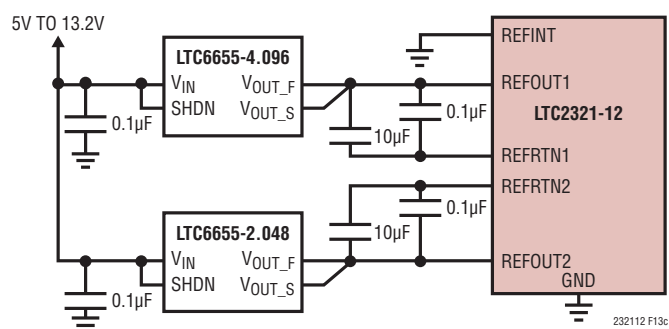 5V TO 13.2V
LTC6655-4.096
VIN
SHDN
VOUT_F
VOUT_S
0.1µF
10µF
0.1µF
REFINT
REFOUT1
LTC2321-12
REFRTN1
REFRTN2
REFOUT2
GND
LTC6655-2.048
VIN
SHDN
VOUT_F
VOUT_S
0.1µF
10µF
0.1µF
232112 F13c